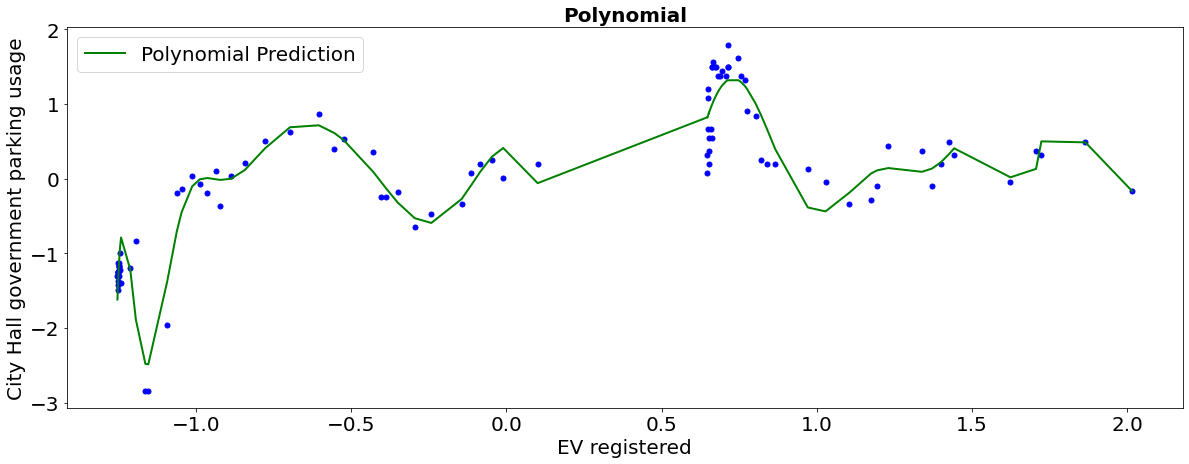 Polynomial
Polynomial Prediction
City Hall government parking usage
2
1
0
−1
−2
−3
−1.0 −0.5 0.0 0.5 1.0 1.5 2.0
EV registered